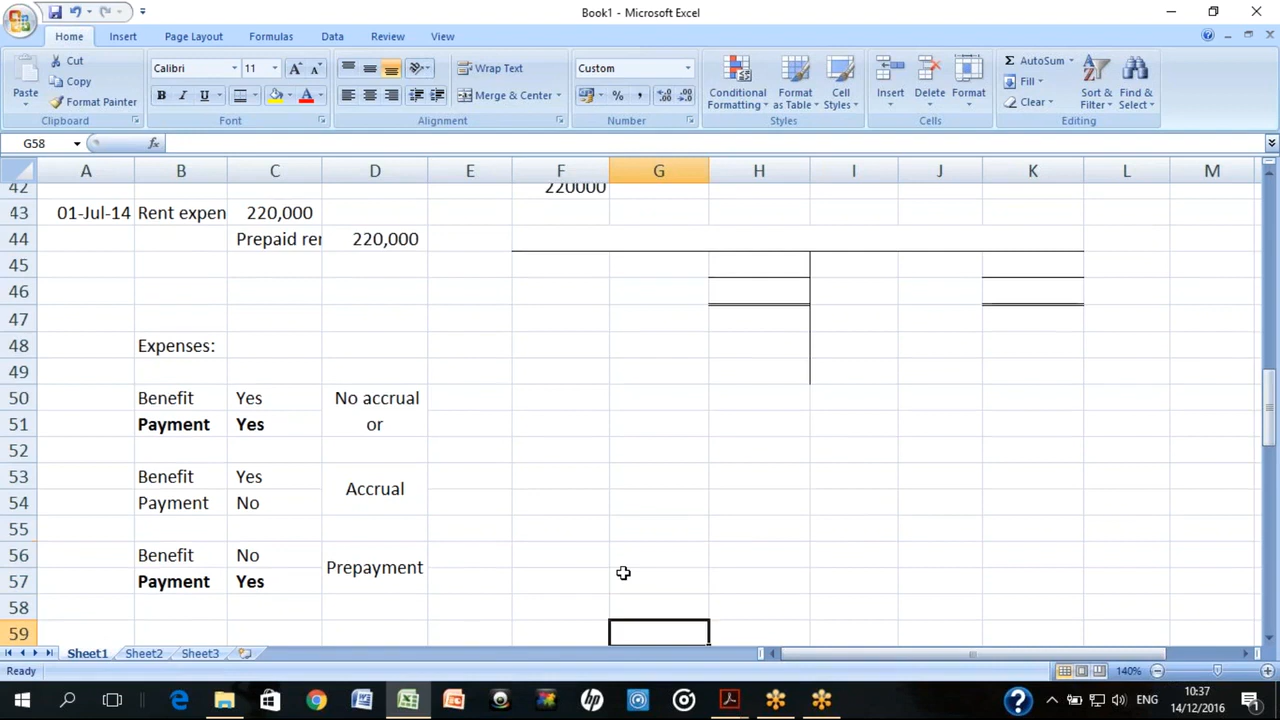 Book1 - Microsoft Excel
Home Insert Page Layout Formulas Data Review View
Paste
Cut
Copy
Format Painter
Clipboard
Calibri 11
B I U
Font
Wrap Text
Merge & Center
Alignment
Custom
Number
Conditional Formatting
Format as Table
Cell Styles
Styles
Insert
Delete
Format
Cells
AutoSum
Fill
Clear
Sort & Filter
Find & Select
Editing
G58 fx
A B C D E F G H I J K L M
42 220000
43 01-Jul-14 Rent expen 220,000
44 Prepaid rer 220,000
45
46
47
48 Expenses:
49
50 Benefit Yes No accrual
51 Payment Yes or
52
53 Benefit Yes
Accrual
54 Payment No
55
56 Benefit No
Prepayment
57 Payment Yes
58
59
Sheet1 Sheet2 Sheet3
Ready 140%
ENG 10:37
14/12/2016